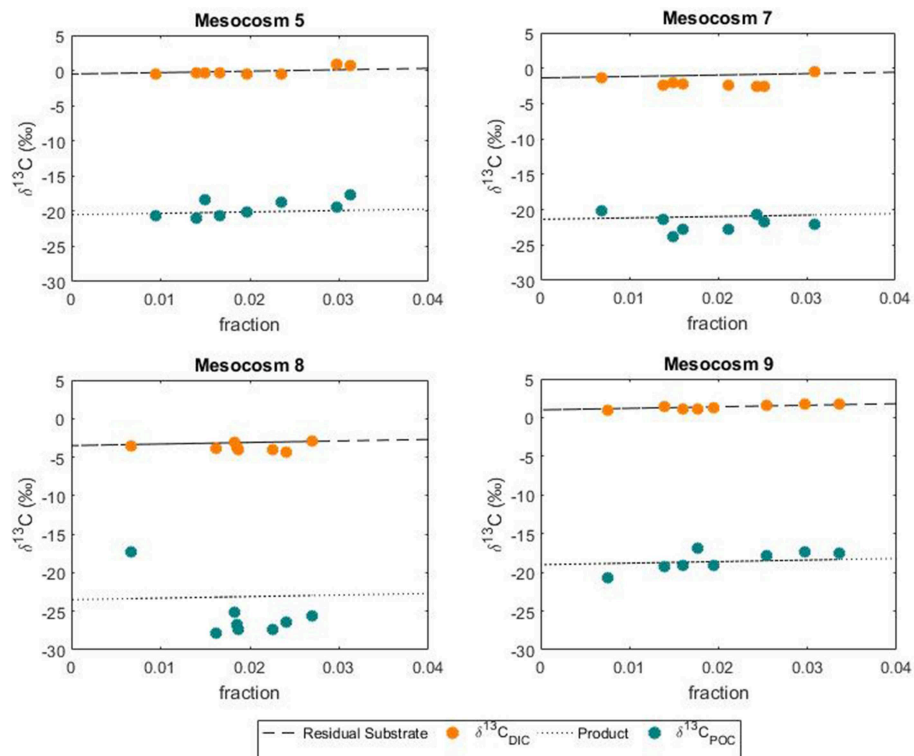 Mesocosm 5
5
0
-5
-10
-15
-20
-25
-30
δ¹³C (‰)
0 0.01 0.02 0.03 0.04
fraction
Mesocosm 7
5
0
-5
-10
-15
-20
-25
-30
δ¹³C (‰)
0 0.01 0.02 0.03 0.04
fraction
Mesocosm 8
5
0
-5
-10
-15
-20
-25
-30
δ¹³C (‰)
0 0.01 0.02 0.03 0.04
fraction
Mesocosm 9
5
0
-5
-10
-15
-20
-25
-30
δ¹³C (‰)
0 0.01 0.02 0.03 0.04
fraction
Residual Substrate δ¹³C_DIC Product δ¹³C_POC